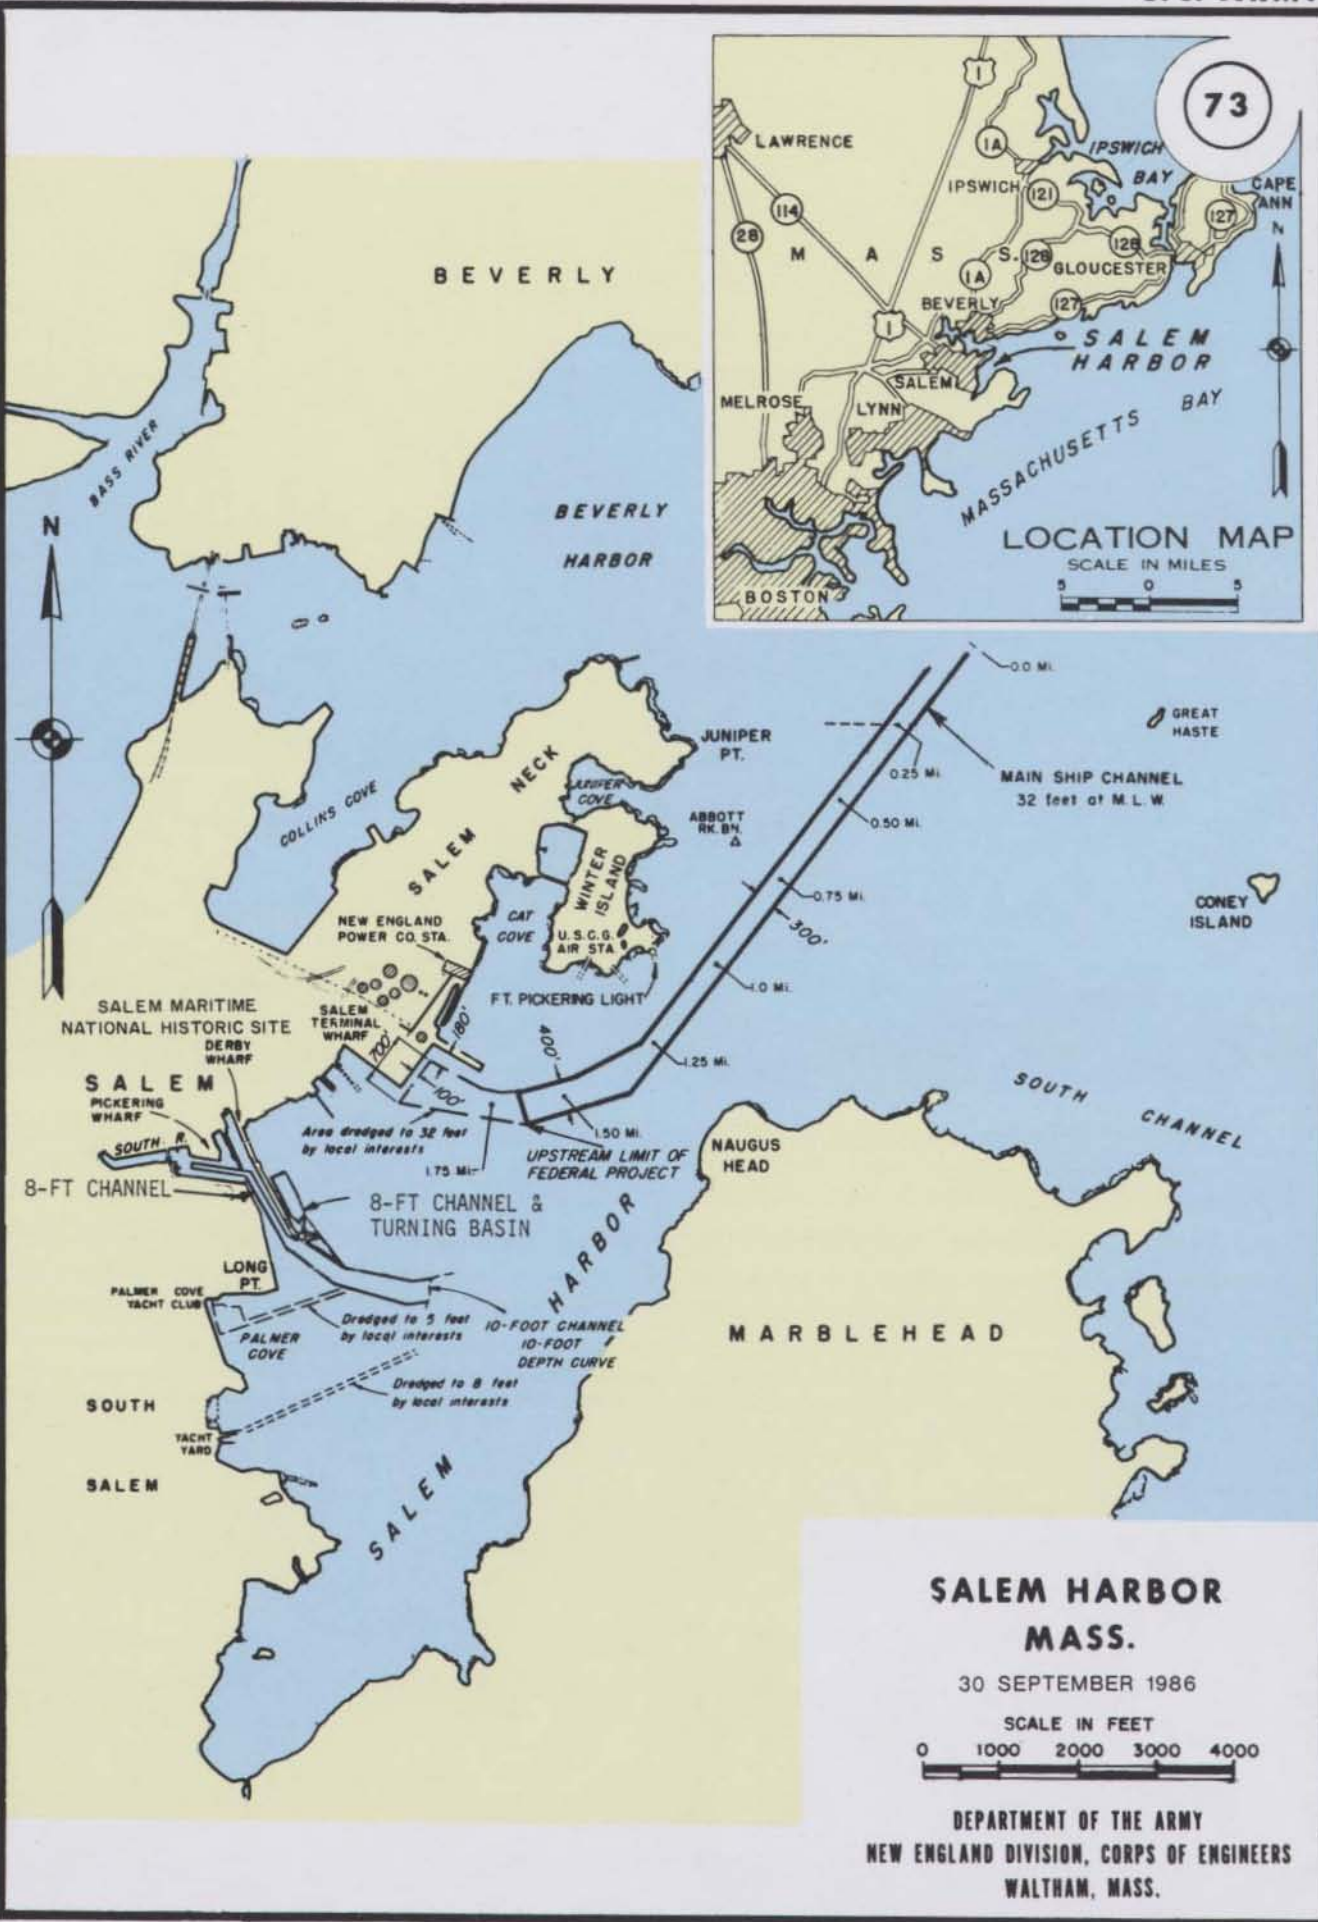 73
LAWRENCE
1
1A
IPSWICH
BAY
IPSWICH
121
CAPE
ANN
127
N
114
28
M A S S.
128
128
GLOUCESTER
1A
BEVERLY
127
1
SALEM
HARBOR
SALEM
MELROSE
LYNN
MASSACHUSETTS BAY
BOSTON
LOCATION MAP
SCALE IN MILES
5 0 5
BEVERLY
BASS RIVER
N
BEVERLY
HARBOR
0.0 Mi.
GREAT
HASTE
JUNIPER
PT.
0.25 Mi.
MAIN SHIP CHANNEL
32 feet at M.L.W.
SALEM NECK
JUNIPER
COVE
COLLINS COVE
ABBOTT
RK. BN.
0.50 Mi.
WINTER
ISLAND
0.75 Mi.
CONEY
ISLAND
300'
NEW ENGLAND
POWER CO. STA.
CAT
COVE
U.S.C.G.
AIR STA.
1.0 Mi.
FT. PICKERING LIGHT
SALEM MARITIME
NATIONAL HISTORIC SITE
SALEM
TERMINAL
WHARF
700'
180'
400'
100'
1.25 Mi.
DERBY
WHARF
SALEM
PICKERING
WHARF
SOUTH R.
Area dredged to 32 feet
by local interests
1.50 Mi.
1.75 Mi.
UPSTREAM LIMIT OF
FEDERAL PROJECT
NAUGUS
HEAD
SOUTH CHANNEL
8-FT CHANNEL
8-FT CHANNEL &
TURNING BASIN
LONG
PT.
PALMER COVE
YACHT CLUB
PALMER
COVE
Dredged to 5 feet
by local interests
10-FOOT CHANNEL
10-FOOT
DEPTH CURVE
Dredged to 8 feet
by local interests
MARBLEHEAD
SOUTH
SALEM
YACHT
YARD
SALEM HARBOR
SALEM HARBOR
MASS.
30 SEPTEMBER 1986
SCALE IN FEET
0 1000 2000 3000 4000
DEPARTMENT OF THE ARMY
NEW ENGLAND DIVISION, CORPS OF ENGINEERS
WALTHAM, MASS.